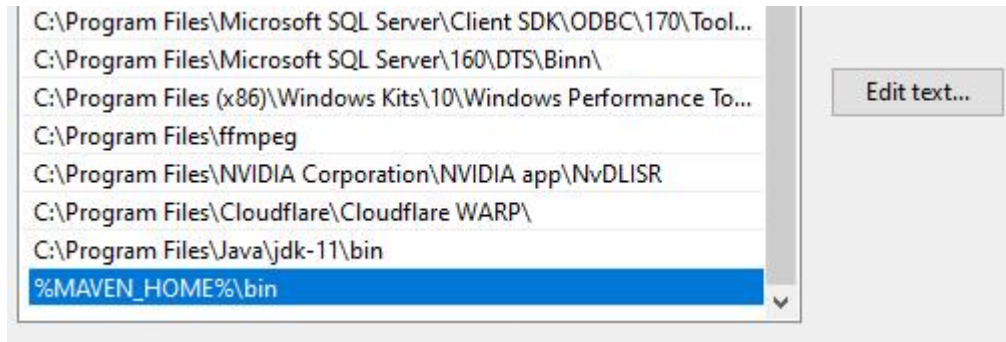 C:\Program Files\Microsoft SQL Server\Client SDK\ODBC\170\Tool...
C:\Program Files\Microsoft SQL Server\160\DTS\Binn\
C:\Program Files (x86)\Windows Kits\10\Windows Performance To...
Edit text...
C:\Program Files\ffmpeg
C:\Program Files\NVIDIA Corporation\NVIDIA app\NvDLISR
C:\Program Files\Cloudflare\Cloudflare WARP\
C:\Program Files\Java\jdk-11\bin
%MAVEN_HOME%\bin